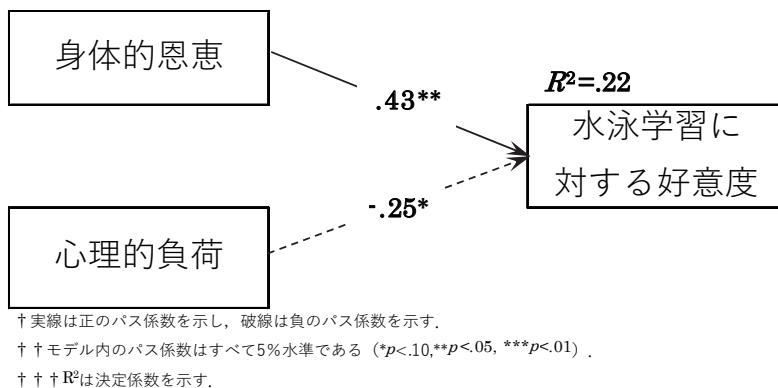 身体的恩恵
.43**
R²=.22
水泳学習に
対する好意度
-.25*
心理的負荷
†実線は正のパス係数を示し，破線は負のパス係数を示す．
††モデル内のパス係数はすべて5%水準である（*p<.10,**p<.05, ***p<.01）．
†††R²は決定係数を示す．